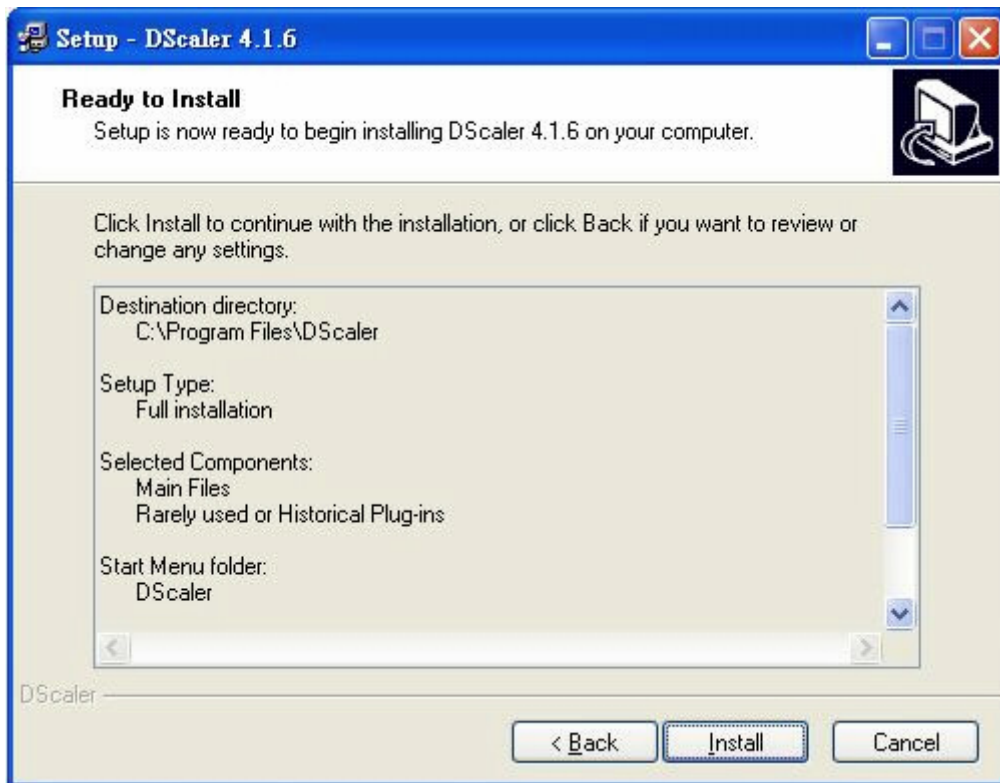 Setup - DScaler 4.1.6
Ready to Install
Setup is now ready to begin installing DScaler 4.1.6 on your computer.
Click Install to continue with the installation, or click Back if you want to review or
change any settings.
Destination directory:
C:\Program Files\DScaler
Setup Type:
Full installation
Selected Components:
Main Files
Rarely used or Historical Plug-ins
Start Menu folder:
DScaler
DScaler
< Back
Install
Cancel